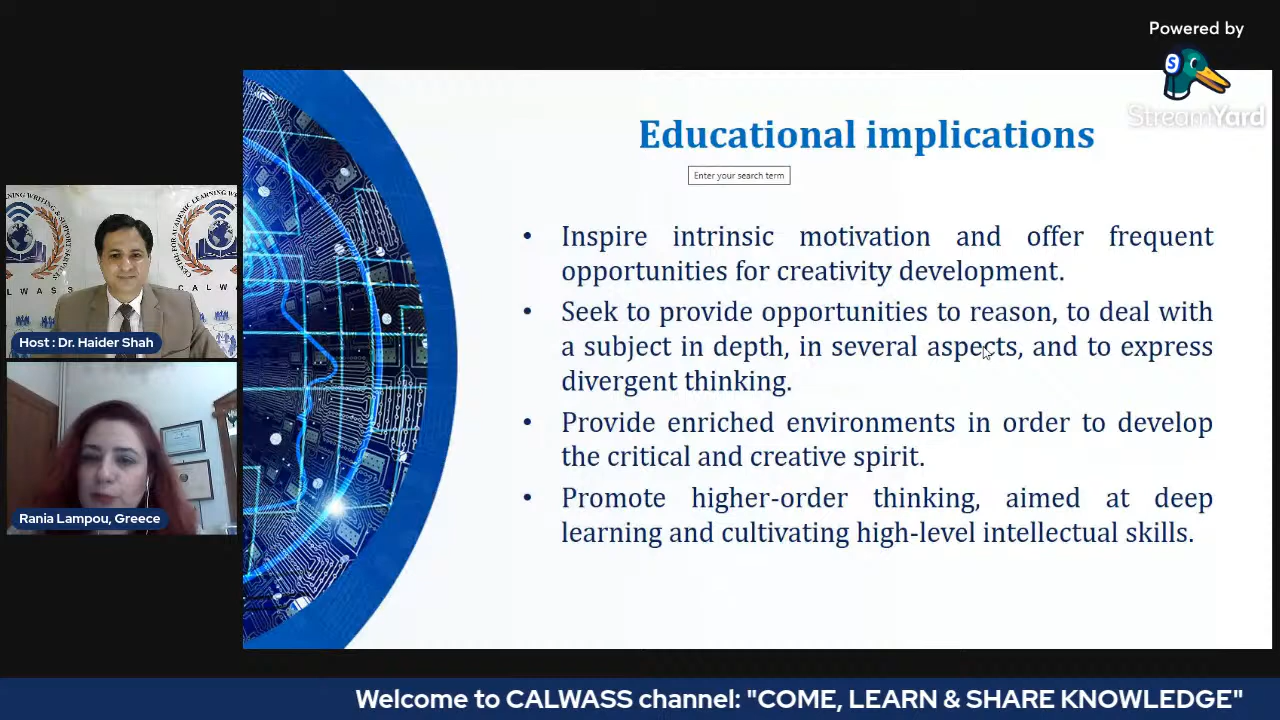 Powered by
S
StreamYard
Educational implications
Enter your search term
• Inspire intrinsic motivation and offer frequent
opportunities for creativity development.
• Seek to provide opportunities to reason, to deal with
a subject in depth, in several aspects, and to express
divergent thinking.
• Provide enriched environments in order to develop
the critical and creative spirit.
• Promote higher-order thinking, aimed at deep
learning and cultivating high-level intellectual skills.
CALWASS
Host : Dr. Haider Shah
Rania Lampou, Greece
Welcome to CALWASS channel: "COME, LEARN & SHARE KNOWLEDGE"